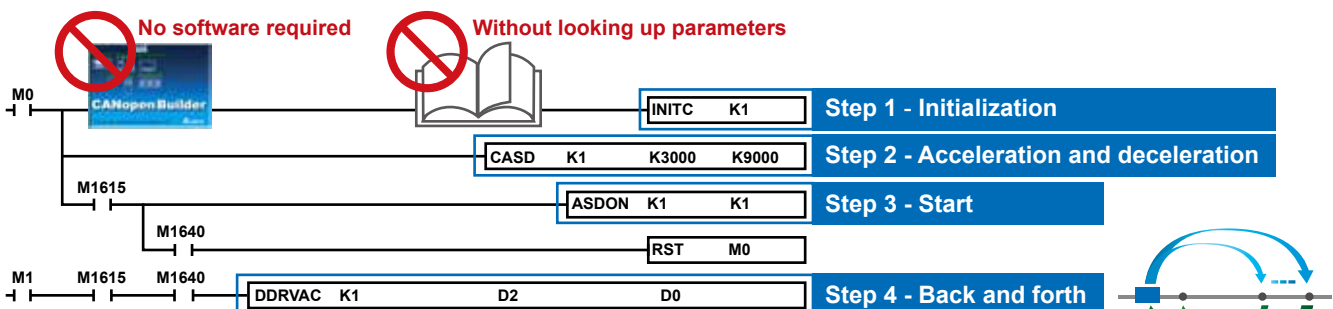 No software required
Without looking up parameters
CANopen Builder
M0
INITC K1
Step 1 - Initialization
CASD K1 K3000 K9000
Step 2 - Acceleration and deceleration
M1615
ASDON K1 K1
Step 3 - Start
M1640
RST M0
M1 M1615 M1640
DDRVAC K1 D2 D0
Step 4 - Back and forth